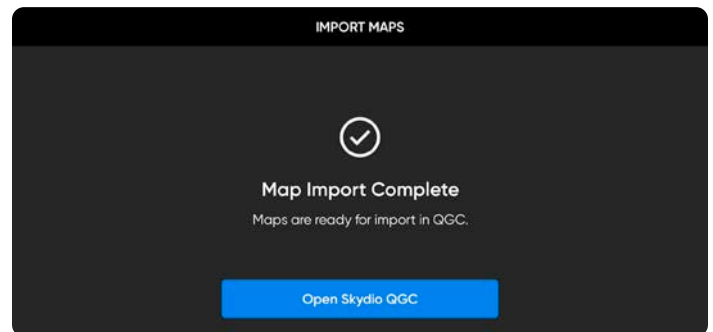 IMPORT MAPS
Map Import Complete
Maps are ready for import in QGC.
Open Skydio QGC